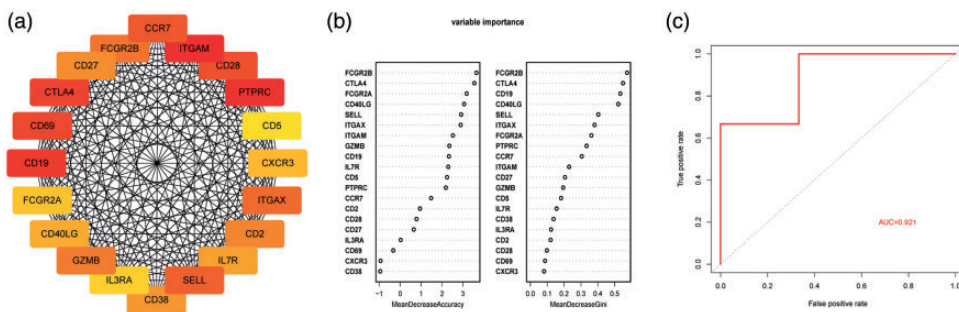 (a)
CCR7
FCGR2B
ITGAM
CD27
CD28
CTLA4
PTPRC
CD69
CD5
CD19
CXCR3
FCGR2A
ITGAX
CD40LG
CD2
GZMB
IL7R
IL3RA
SELL
CD38
(b)
variable importance
FCGR2B
CTLA4
FCGR2A
CD40LG
SELL
ITGAX
ITGAM
GZMB
CD19
IL7R
CD5
PTPRC
CCR7
CD2
CD28
CD27
IL3RA
CD69
CXCR3
CD38
−1 0 1 2 3
MeanDecreaseAccuracy
FCGR2B
CTLA4
CD19
CD40LG
SELL
ITGAX
FCGR2A
PTPRC
CCR7
ITGAM
CD27
GZMB
CD5
IL7R
CD38
IL3RA
CD2
CD28
CD69
CXCR3
0.0 0.1 0.2 0.3 0.4 0.5
MeanDecreaseGini
(c)
True positive rate
1.0
0.8
0.6
0.4
0.2
0.0
AUC=0.921
0.0 0.2 0.4 0.6 0.8 1.0
False positive rate